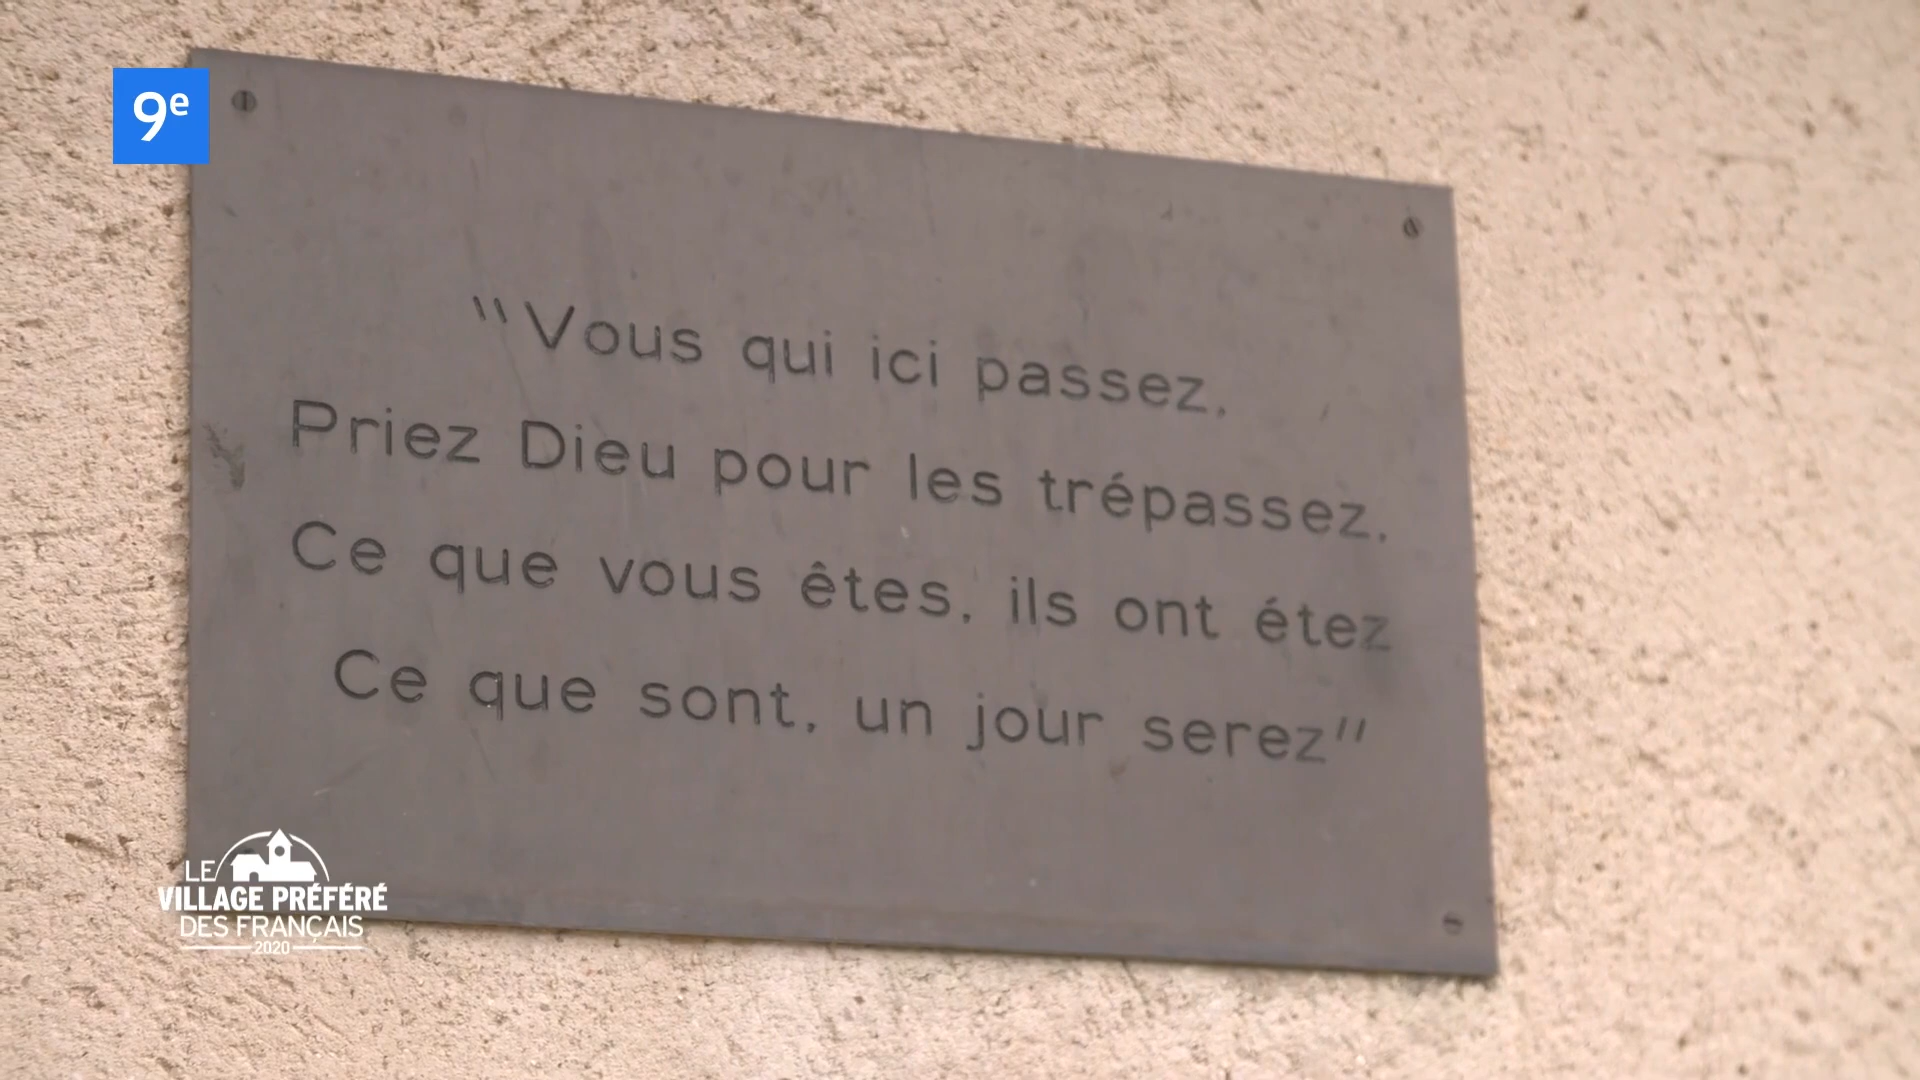 9e
"Vous qui ici passez,
Priez Dieu pour les trépassez,
Ce que vous êtes, ils ont étez
Ce que sont, un jour serez"
LE
VILLAGE PRÉFÉRÉ
DES FRANÇAIS
2020